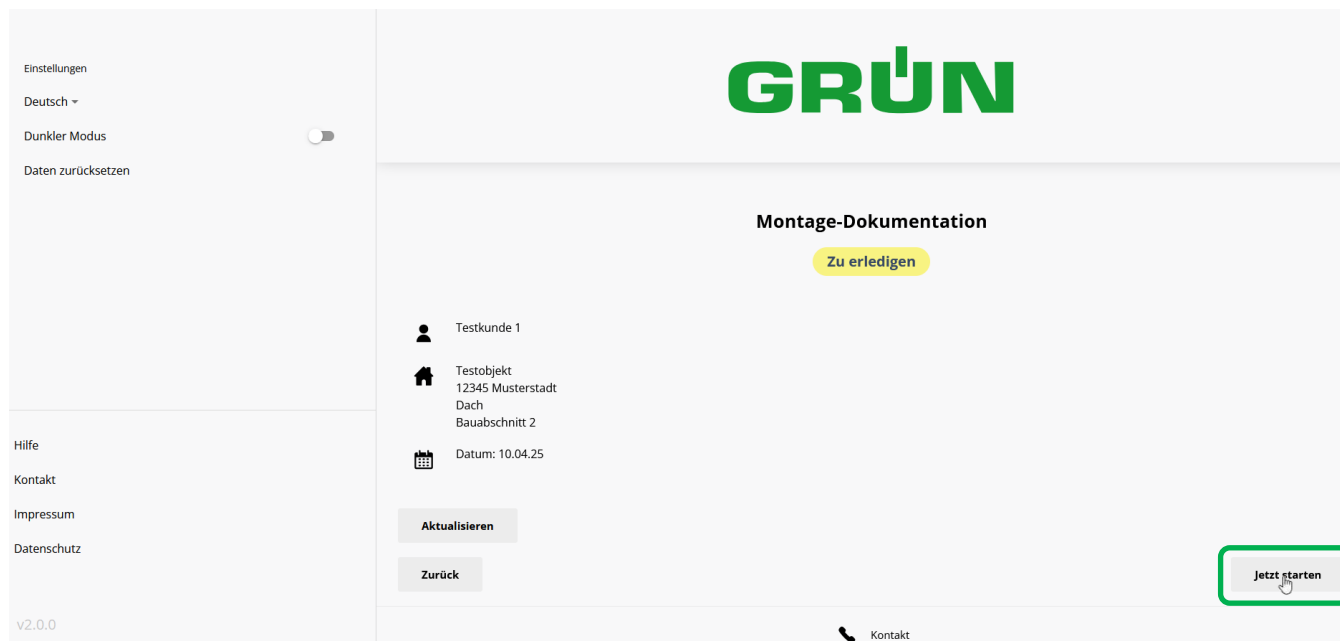 Einstellungen
Deutsch
Dunkler Modus
Daten zurücksetzen
Hilfe
Kontakt
Impressum
Datenschutz
v2.0.0
GRÜN
Montage-Dokumentation
Zu erledigen
Testkunde 1
Testobjekt
12345 Musterstadt
Dach
Bauabschnitt 2
Datum: 10.04.25
Aktualisieren
Zurück
Jetzt starten
Kontakt